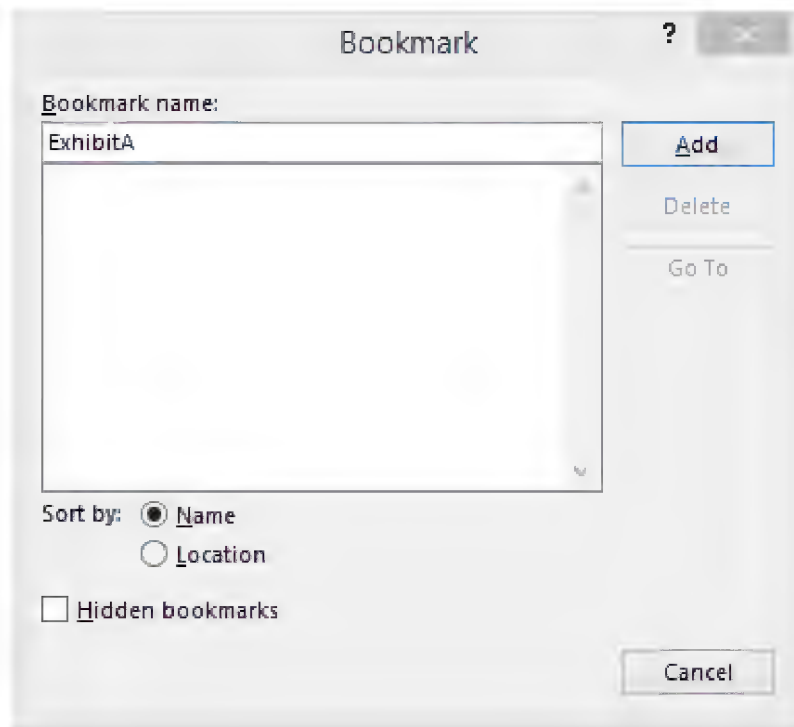 Bookmark
?
Bookmark name:
ExhibitA
Add
Delete
Go To
Sort by:
Name
Location
Hidden bookmarks
Cancel